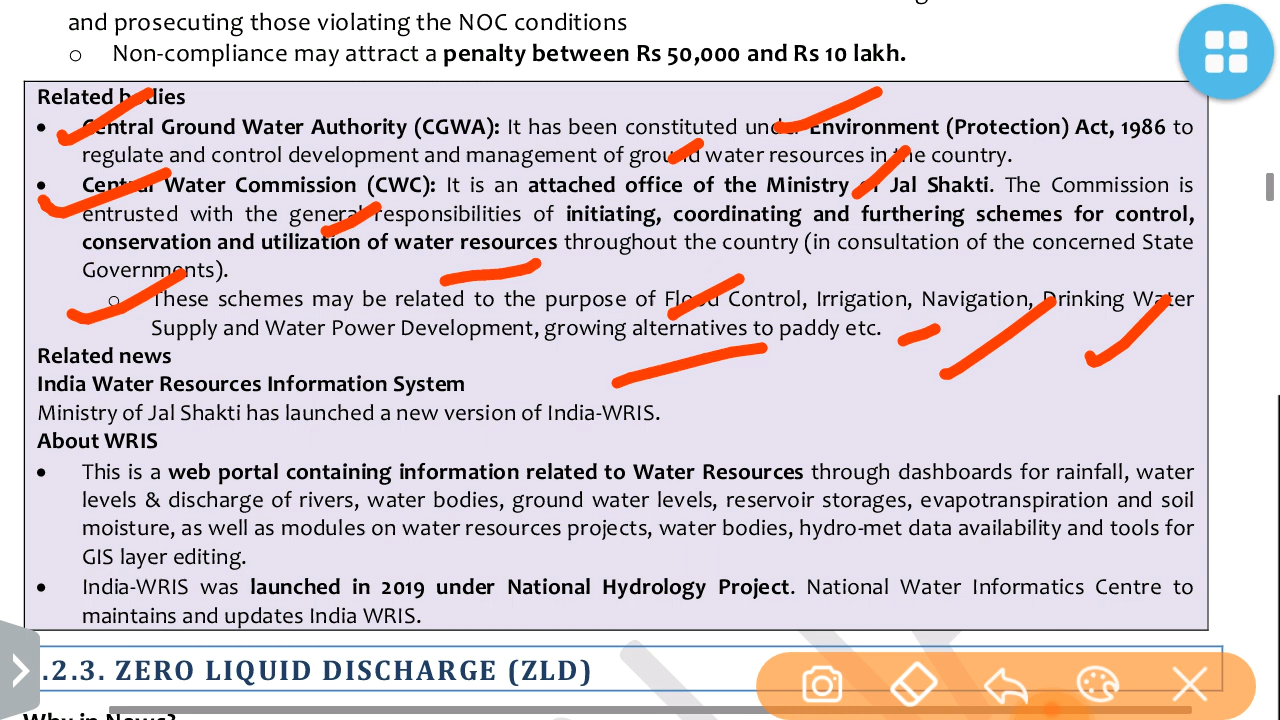 and prosecuting those violating the NOC conditions
o Non-compliance may attract a penalty between Rs 50,000 and Rs 10 lakh.
Related bodies
• Central Ground Water Authority (CGWA): It has been constituted under Environment (Protection) Act, 1986 to
regulate and control development and management of ground water resources in the country.
• Central Water Commission (CWC): It is an attached office of the Ministry of Jal Shakti. The Commission is
entrusted with the general responsibilities of initiating, coordinating and furthering schemes for control,
conservation and utilization of water resources throughout the country (in consultation of the concerned State
Governments).
o These schemes may be related to the purpose of Flood Control, Irrigation, Navigation, Drinking Water
Supply and Water Power Development, growing alternatives to paddy etc.
Related news
India Water Resources Information System
Ministry of Jal Shakti has launched a new version of India-WRIS.
About WRIS
• This is a web portal containing information related to Water Resources through dashboards for rainfall, water
levels & discharge of rivers, water bodies, ground water levels, reservoir storages, evapotranspiration and soil
moisture, as well as modules on water resources projects, water bodies, hydro-met data availability and tools for
GIS layer editing.
• India-WRIS was launched in 2019 under National Hydrology Project. National Water Informatics Centre to
maintains and updates India WRIS.
.2.3. ZERO LIQUID DISCHARGE (ZLD)
Why in News?